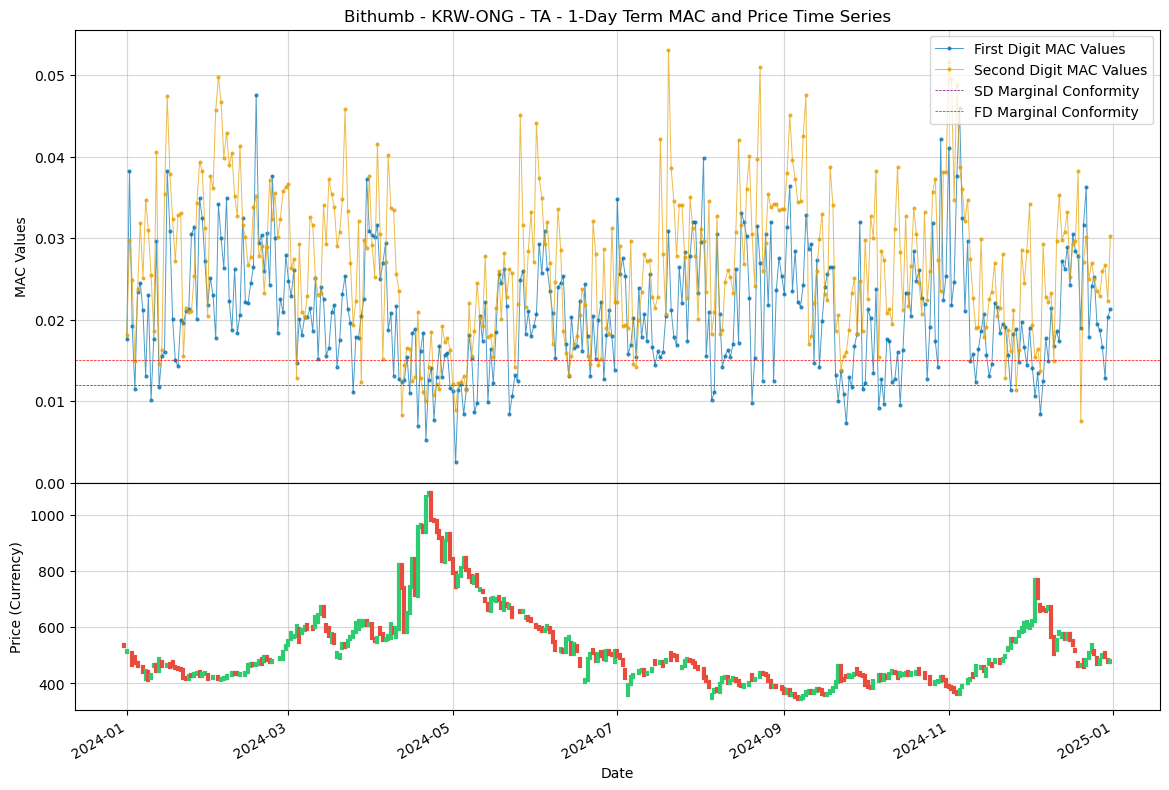 Bithumb - KRW-ONG - TA - 1-Day Term MAC and Price Time Series
First Digit MAC Values
Second Digit MAC Values
SD Marginal Conformity
FD Marginal Conformity
MAC Values
0.05
0.04
0.03
0.02
0.01
0.00
Price (Currency)
1000
800
600
400
2024-01
2024-03
2024-05
2024-07
2024-09
2024-11
2025-01
Date